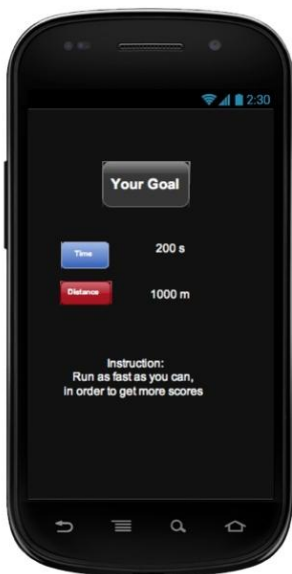 2:30
Your Goal
Time 200 s
Distance 1000 m
Instruction:
Run as fast as you can,
in order to get more scores